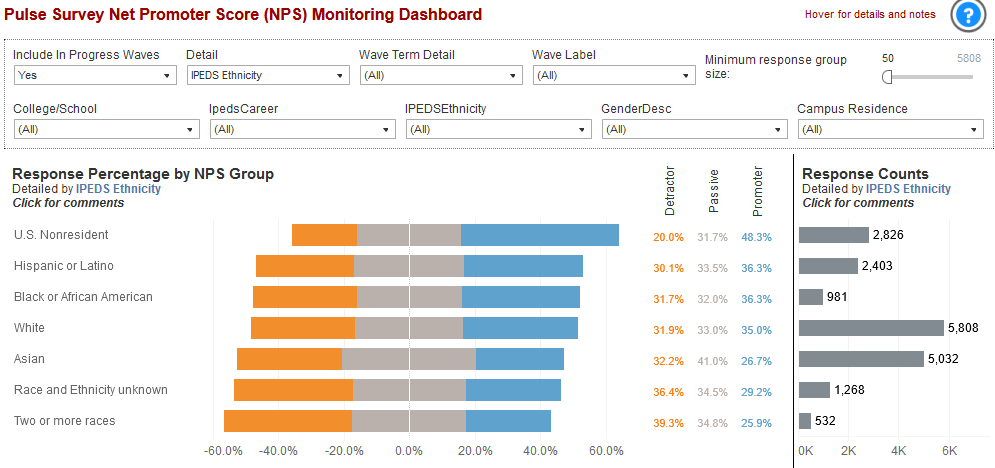 Pulse Survey Net Promoter Score (NPS) Monitoring Dashboard
Hover for details and notes
?
Include In Progress Waves
Detail
Wave Term Detail
Wave Label
Minimum response group size:
50
5808
Yes
IPEDS Ethnicity
(All)
(All)
College/School
IpedsCareer
IPEDSEthnicity
GenderDesc
Campus Residence
(All)
(All)
(All)
(All)
(All)
Response Percentage by NPS Group
Detailed by IPEDS Ethnicity
Click for comments
Detractor
Passive
Promoter
Response Counts
Detailed by IPEDS Ethnicity
Click for comments
U.S. Nonresident 20.0% 31.7% 48.3% 2,826
Hispanic or Latino 30.1% 33.5% 36.3% 2,403
Black or African American 31.7% 32.0% 36.3% 981
White 31.9% 33.0% 35.0% 5,808
Asian 32.2% 41.0% 26.7% 5,032
Race and Ethnicity unknown 36.4% 34.5% 29.2% 1,268
Two or more races 39.3% 34.8% 25.9% 532
-60.0% -40.0% -20.0% 0.0% 20.0% 40.0% 60.0%
0K 2K 4K 6K